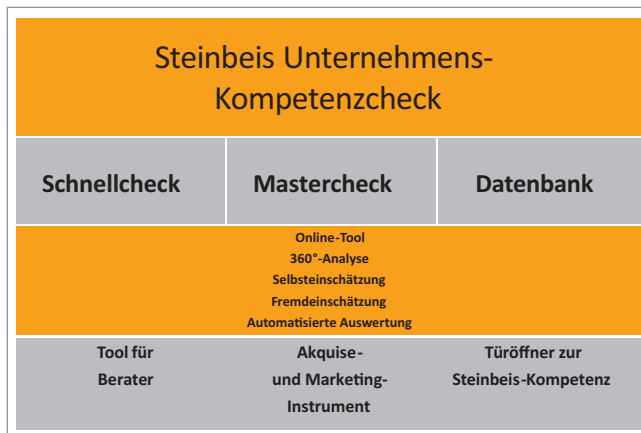 Steinbeis Unternehmens-
Kompetenzcheck
Schnellcheck
Mastercheck
Datenbank
Online-Tool
360°-Analyse
Selbsteinschätzung
Fremdeinschätzung
Automatisierte Auswertung
Tool für
Berater
Akquise-
und Marketing-
Instrument
Türöffner zur
Steinbeis-Kompetenz